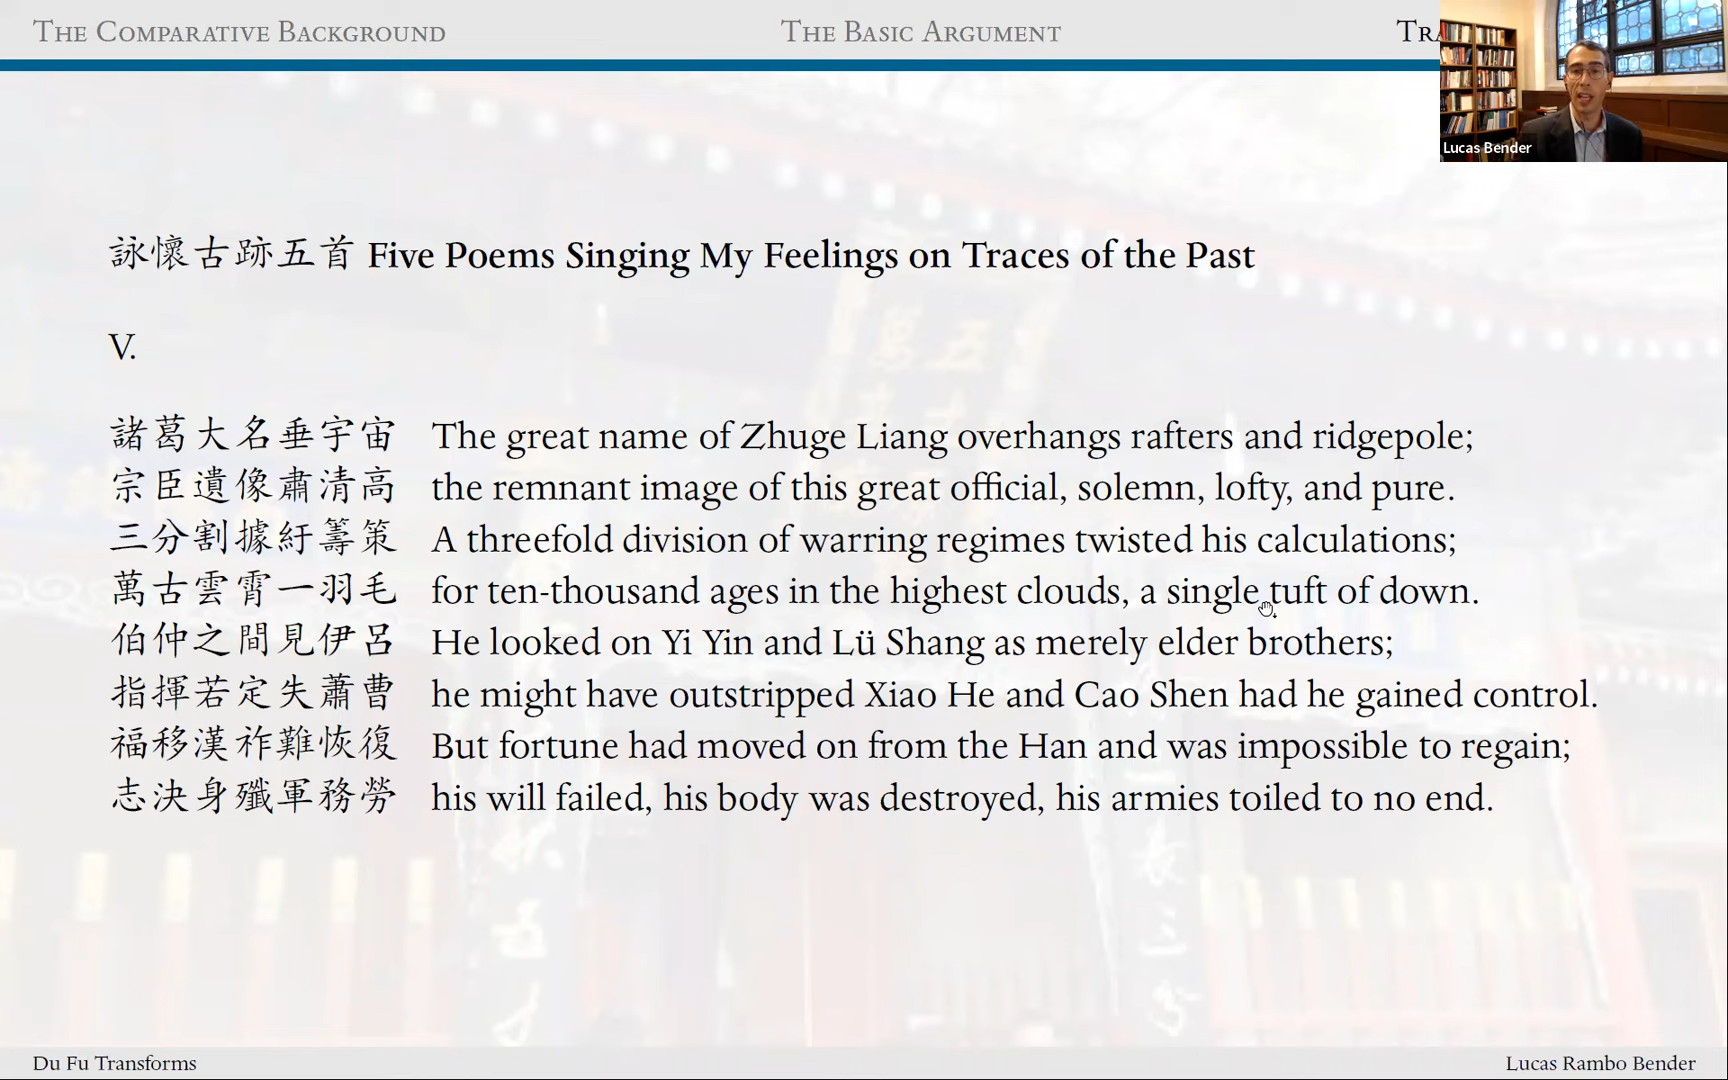 The Comparative Background
The Basic Argument
Lucas Bender
詠懷古跡五首 Five Poems Singing My Feelings on Traces of the Past
V.
諸葛大名垂宇宙 The great name of Zhuge Liang overhangs rafters and ridgepole;
宗臣遺像肅清高 the remnant image of this great official, solemn, lofty, and pure.
三分割據紆籌策 A threefold division of warring regimes twisted his calculations;
萬古雲霄一羽毛 for ten-thousand ages in the highest clouds, a single tuft of down.
伯仲之間見伊呂 He looked on Yi Yin and Lü Shang as merely elder brothers;
指揮若定失蕭曹 he might have outstripped Xiao He and Cao Shen had he gained control.
福移漢祚難恢復 But fortune had moved on from the Han and was impossible to regain;
志決身殲軍務勞 his will failed, his body was destroyed, his armies toiled to no end.
Du Fu Transforms
Lucas Rambo Bender